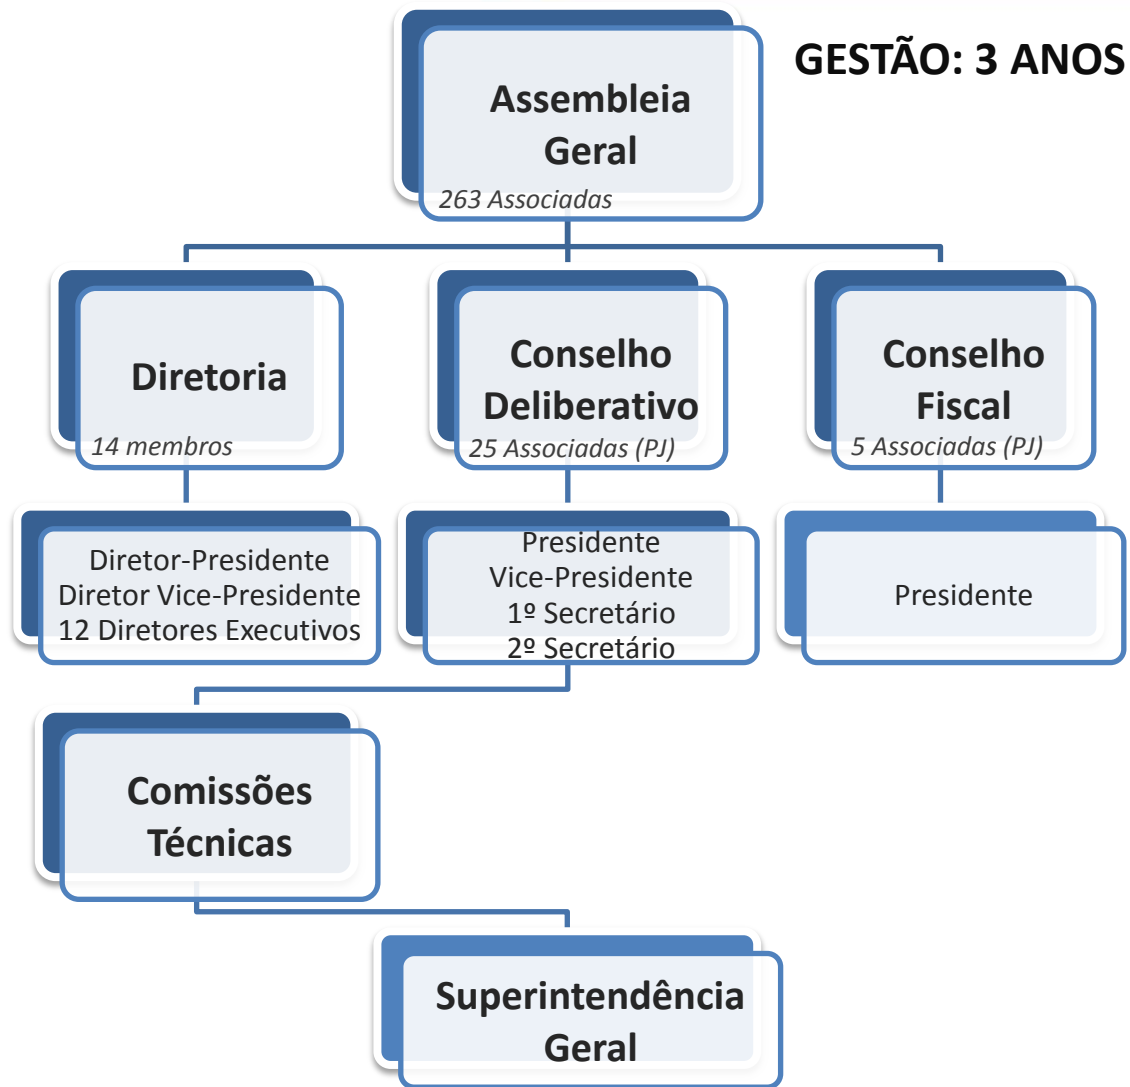 GESTÃO: 3 ANOS
Assembleia
Geral
263 Associadas
Diretoria
14 membros
Conselho
Deliberativo
25 Associadas (PJ)
Conselho
Fiscal
5 Associadas (PJ)
Diretor-Presidente
Diretor Vice-Presidente
12 Diretores Executivos
Presidente
Vice-Presidente
1º Secretário
2º Secretário
Presidente
Comissões
Técnicas
Superintendência
Geral